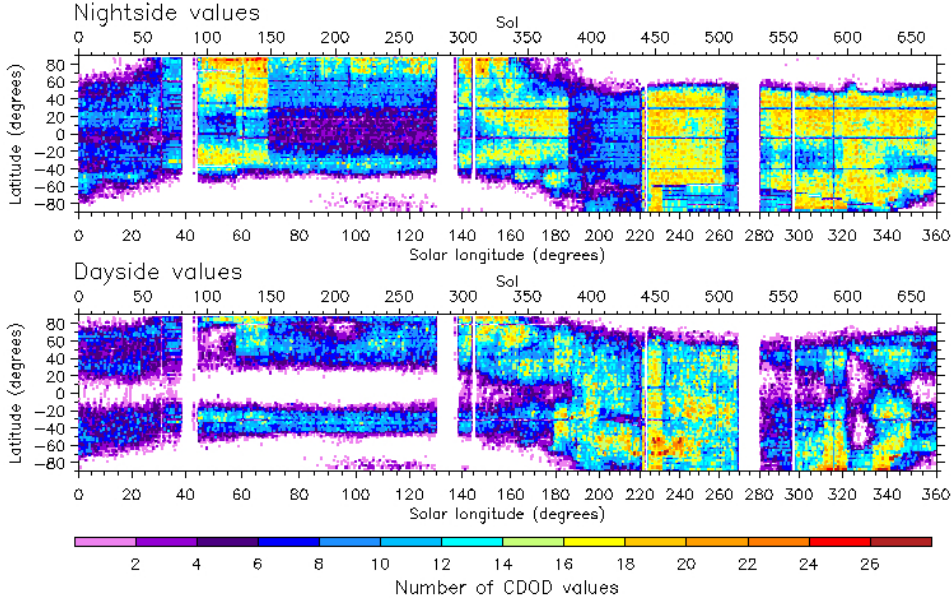 Nightside values
Sol
0 50 100 150 200 250 300 350 400 450 500 550 600 650
Latitude (degrees)
80
60
40
20
0
−20
−40
−60
−80
0 20 40 60 80 100 120 140 160 180 200 220 240 260 280 300 320 340 360
Solar longitude (degrees)
Dayside values
Sol
0 50 100 150 200 250 300 350 400 450 500 550 600 650
Latitude (degrees)
80
60
40
20
0
−20
−40
−60
−80
0 20 40 60 80 100 120 140 160 180 200 220 240 260 280 300 320 340 360
Solar longitude (degrees)
2 4 6 8 10 12 14 16 18 20 22 24 26
Number of CDOD values